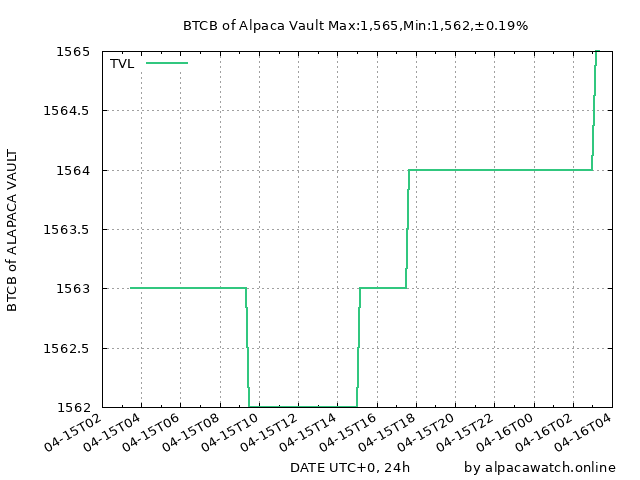 BTCB of Alpaca Vault Max:1,565,Min:1,562,±0.19%
TVL
1565
1564.5
1564
1563.5
1563
1562.5
1562
BTCB of ALAPACA VAULT
04-15T02
04-15T04
04-15T06
04-15T08
04-15T10
04-15T12
04-15T14
04-15T16
04-15T18
04-15T20
04-15T22
04-16T00
04-16T02
04-16T04
DATE UTC+0, 24h
by alpacawatch.online